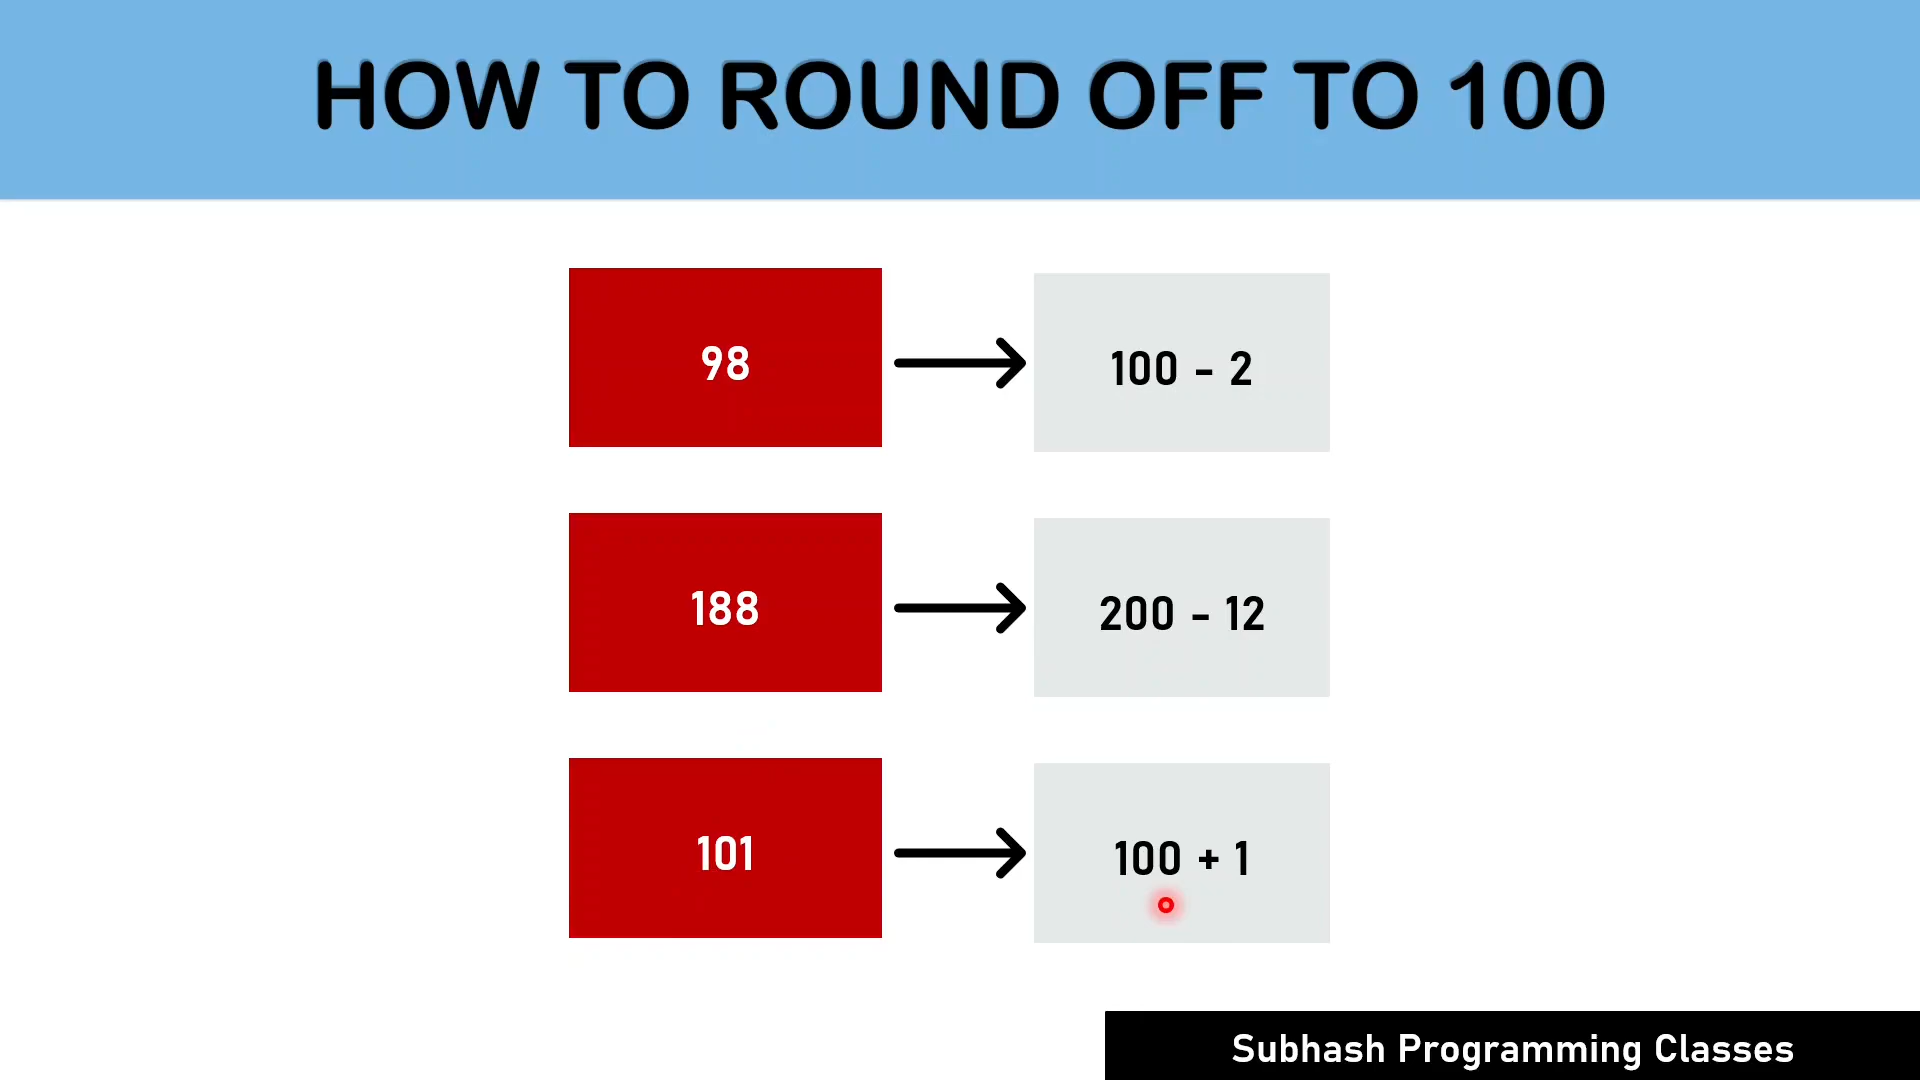 HOW TO ROUND OFF TO 100
98
100 - 2
188
200 - 12
101
100 + 1
Subhash Programming Classes